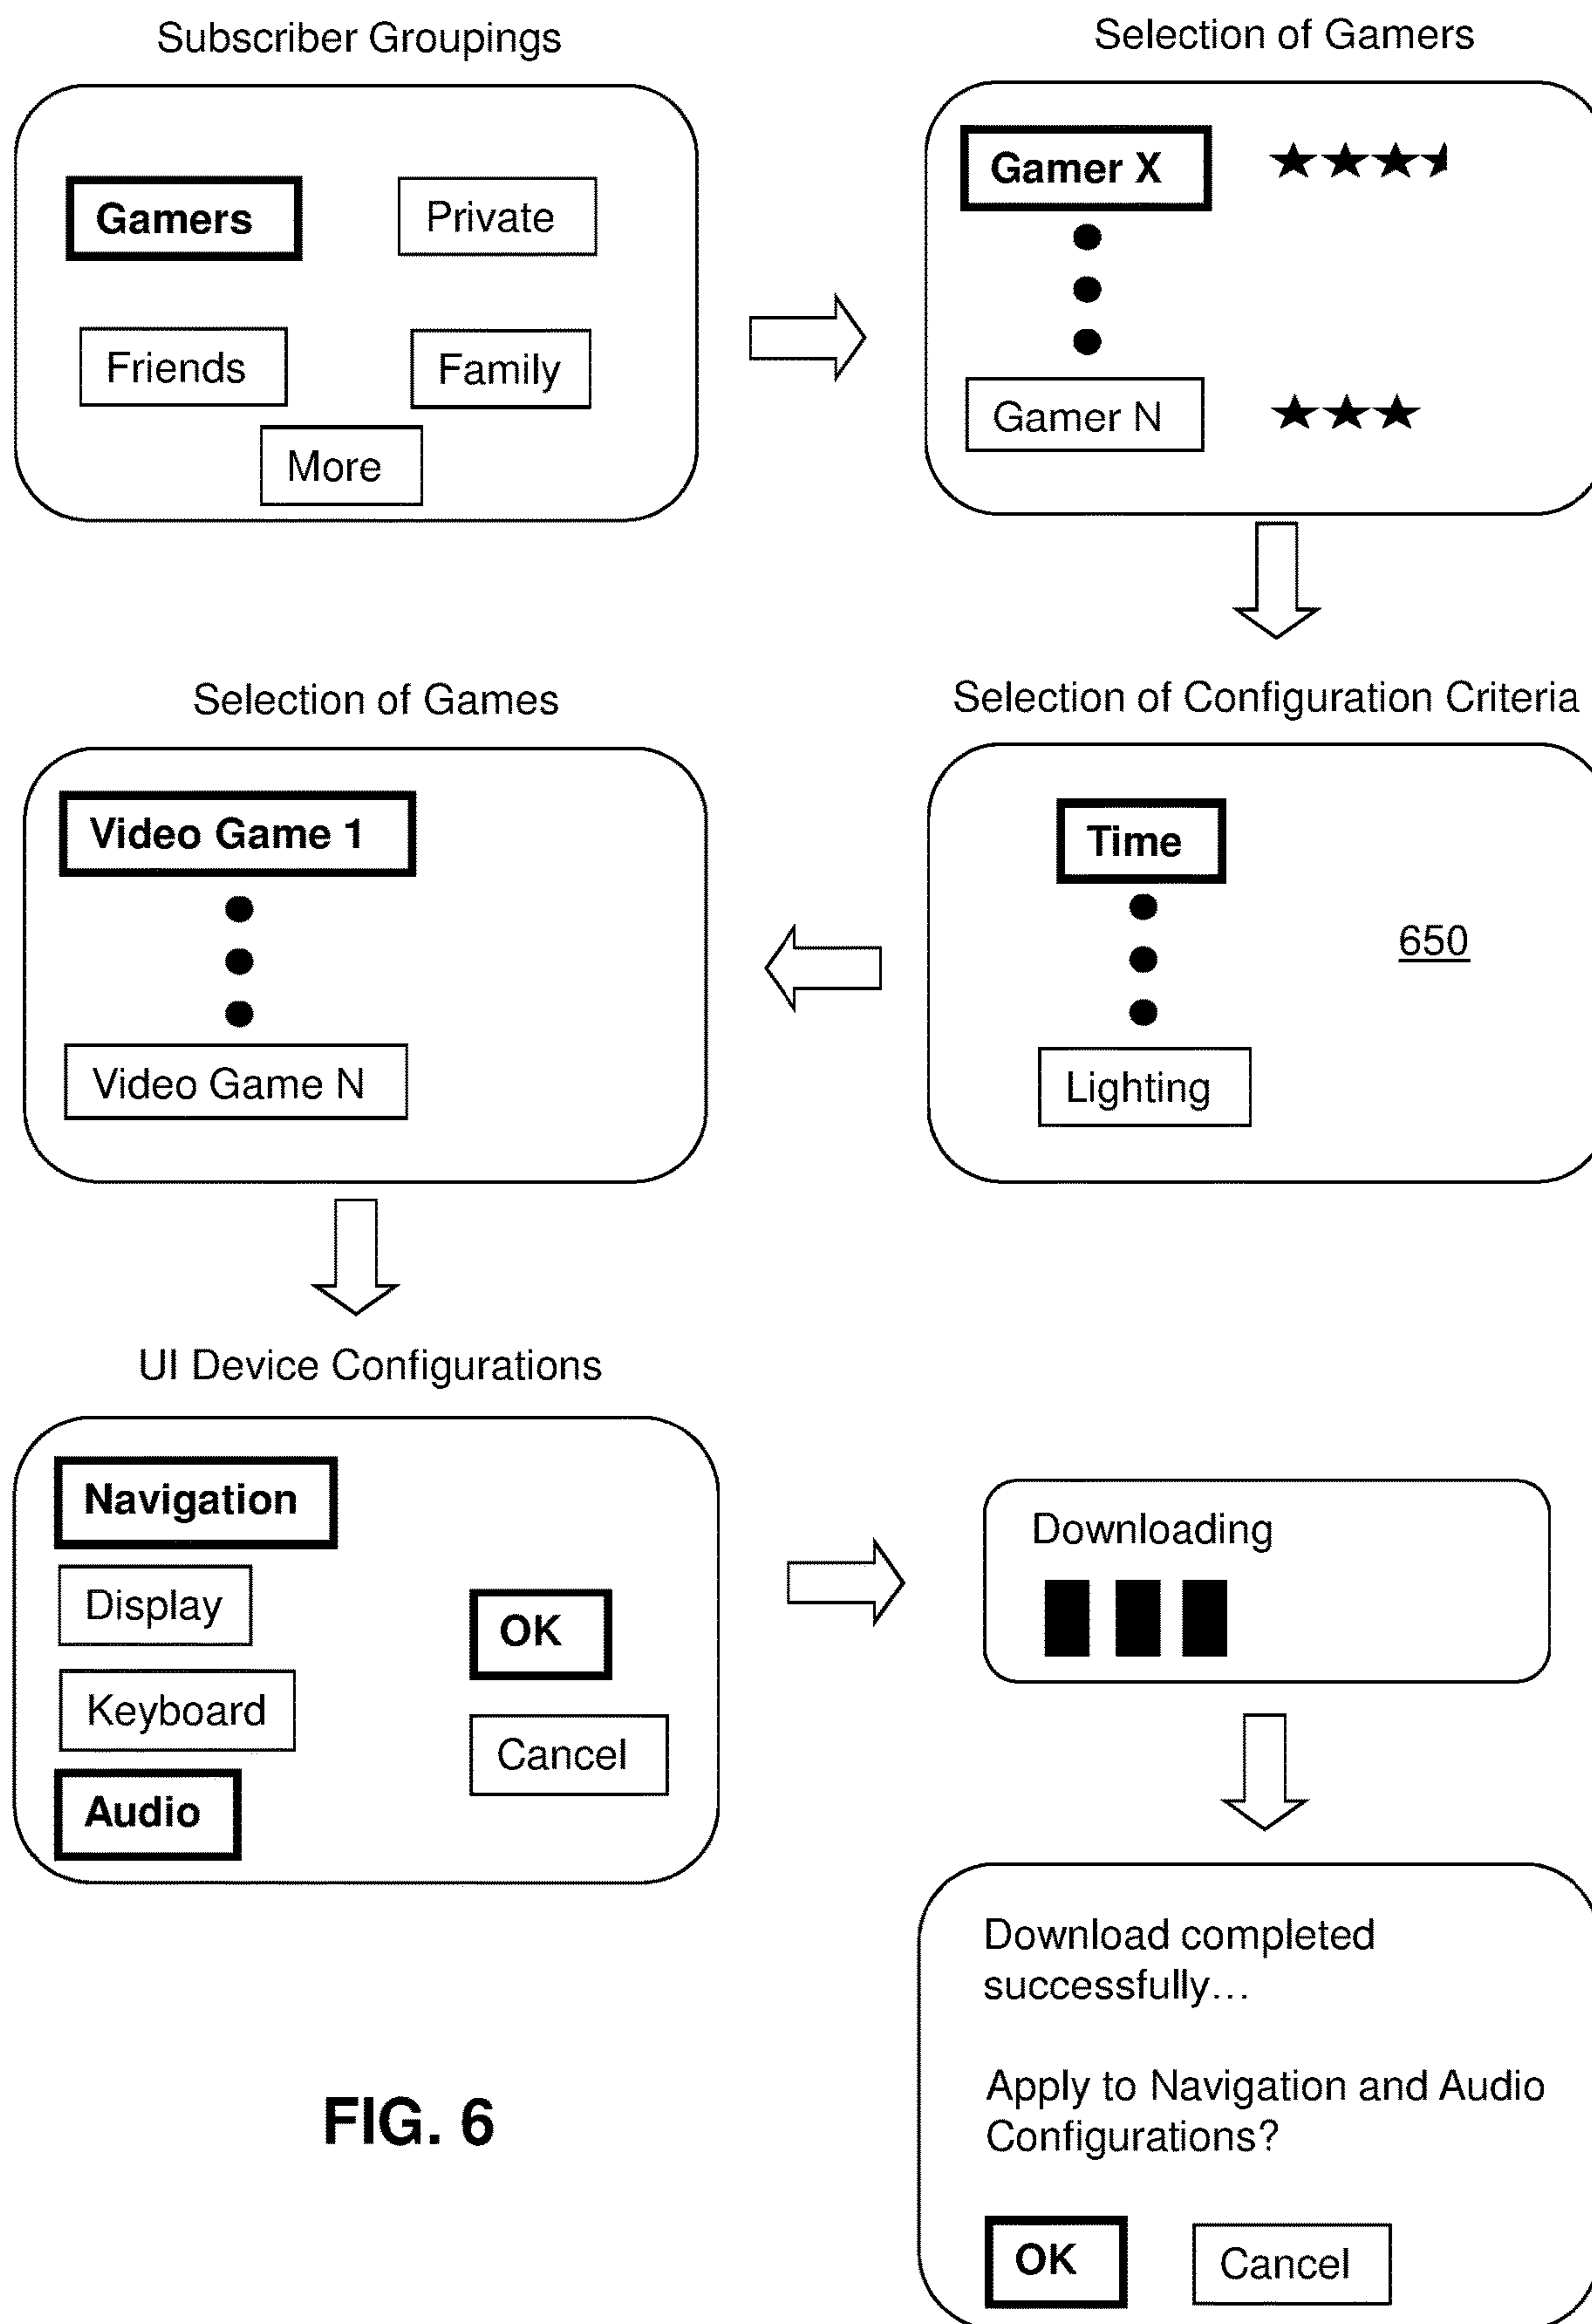 Subscriber Groupings
Gamers
Private
Friends
Family
More
Selection of Gamers
Gamer X
Gamer N
Selection of Configuration Criteria
Time
650
Lighting
Selection of Games
Video Game 1
Video Game N
UI Device Configurations
Navigation
Display
Keyboard
Audio
OK
Cancel
Downloading
Download completed
successfully...
Apply to Navigation and Audio
Configurations?
OK
Cancel
FIG. 6